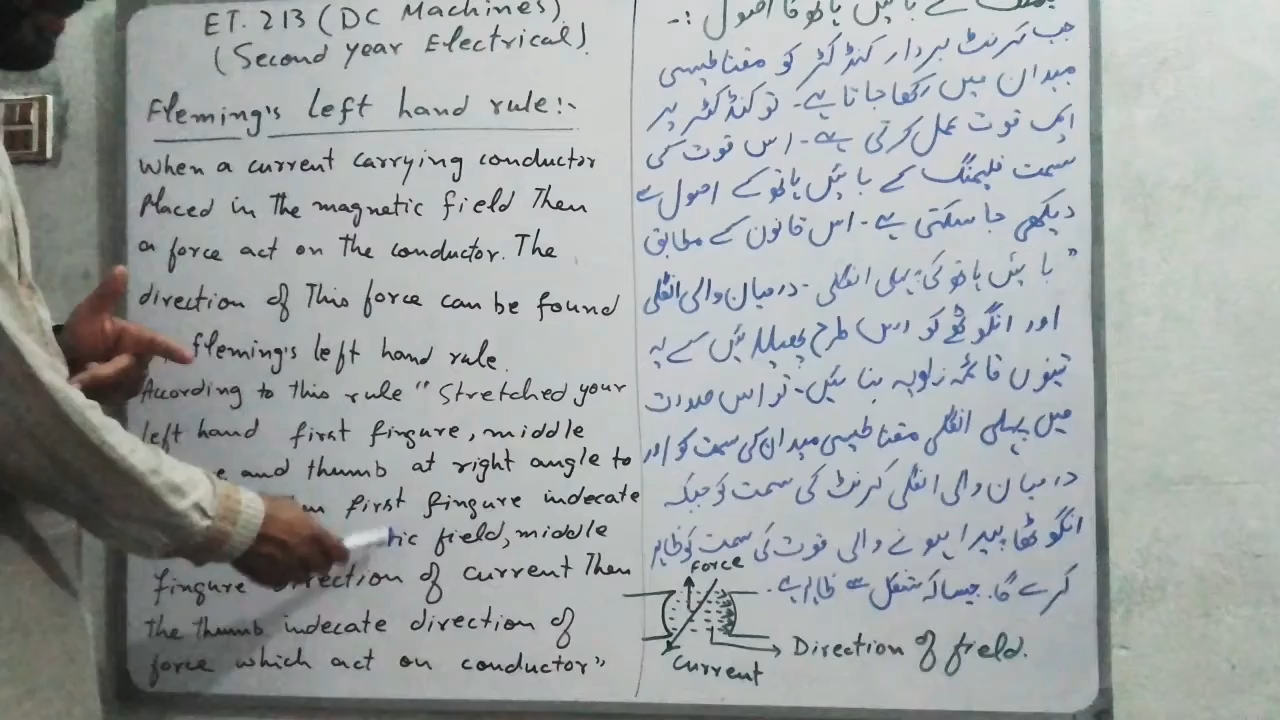 ET. 213 (DC Machines)
(Second year Electrical)
Fleming's left hand rule:-
When a current carrying conductor
Placed in the magnetic field Then
a force act on the conductor. The
direction of This force can be found
Fleming's left hand rule.
According to this rule "Stretched your
left hand first fingure, middle
and thumb at right angle to
first fingure indecate
field, middle
fingure direction of current Then
the thumb indecate direction of
force which act on conductor"
کے بائیں ہاتھ کا اصول :-
جب کرنٹ بردار کنڈکٹر کو مقناطیسی
میدان میں رکھا جاتا ہے۔ تو کنڈکٹر پر
ایک قوت عمل کرتی ہے۔ اس قوت کی
سمت فلیمنگ کے بائیں ہاتھ کے اصول سے
دیکھی جا سکتی ہے۔ اس قانون کے مطابق
"بائیں ہاتھ کی پہلی انگلی۔ درمیان والی انگلی
اور انگوٹھے کو اس طرح پھیلائیں سے یہ
تینوں قائمہ زاویہ بنائیں۔ تو اس صورت
میں پہلی انگلی مقناطیسی میدان کی سمت کو اور
درمیان والی انگلی کرنٹ کی سمت کو جبکہ
انگوٹھا پیدا ہونے والی قوت کی سمت کو ظاہر
کرے گا۔ جیسا کہ شکل سے ظاہر ہے۔
Force
Direction of field.
Current